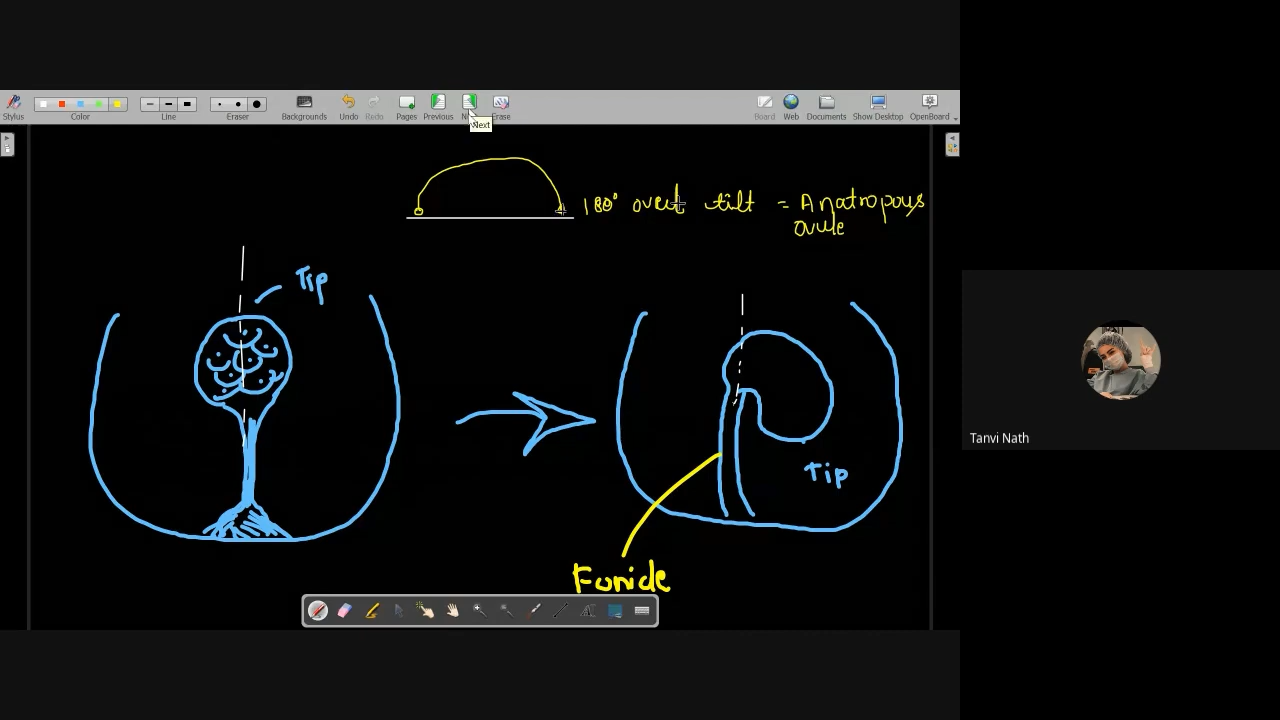 Stylus
Color
Line
Eraser
Backgrounds
Undo
Redo
Pages
Previous
Next
Erase
Board
Web
Documents
Show Desktop
OpenBoard
180° overt tilt = Anatropous
ovule
Tip
Tip
Funicle
Tanvi Nath